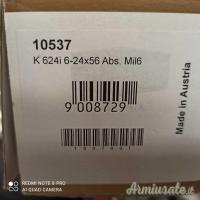 10537
K 624i 6-24x56 Abs. Mil6
Made in Austria
9 008729
REDMI NOTE 9 PRO
AI QUAD CAMERA
Armiusate.it